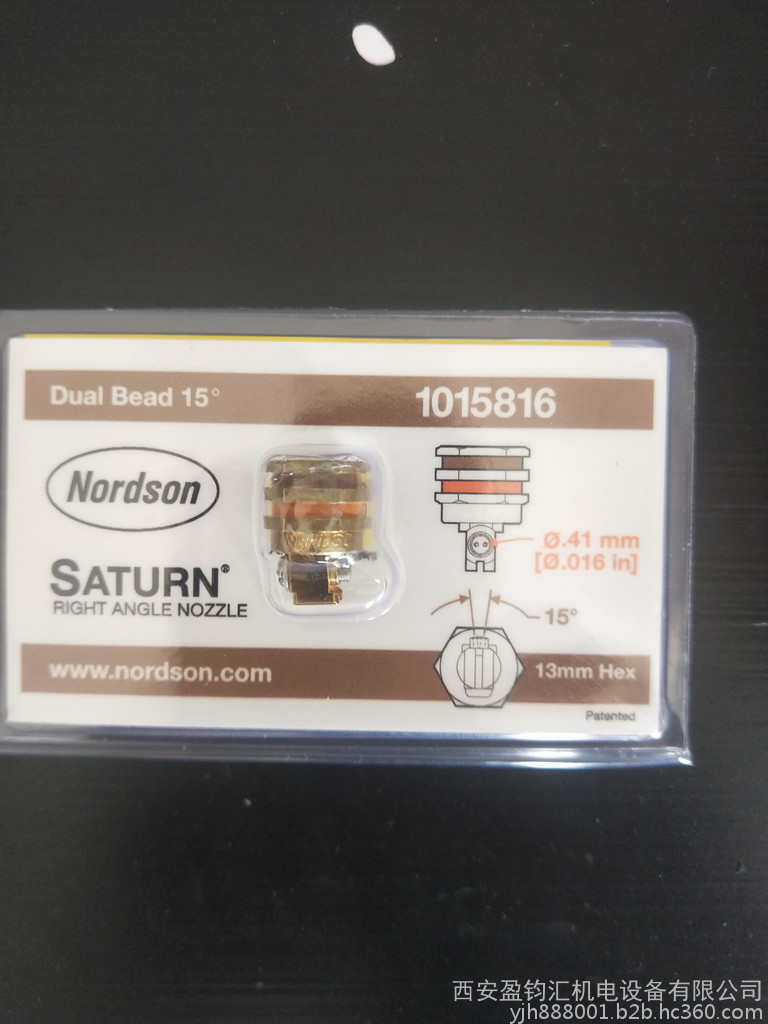 Dual Bead 15°
1015816
Nordson
SATURN®
RIGHT ANGLE NOZZLE
Ø.41 mm
[Ø.016 in]
15°
www.nordson.com
13mm Hex
Patented
西安盈钧汇机电设备有限公司
yjh888001.b2b.hc360.com